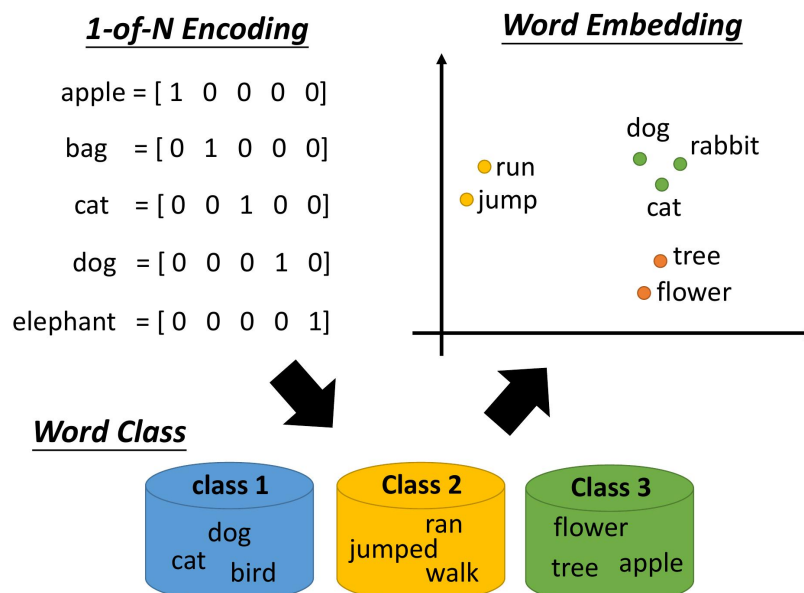 1-of-N Encoding
apple = [ 1 0 0 0 0]
bag = [ 0 1 0 0 0]
cat = [ 0 0 1 0 0]
dog = [ 0 0 0 1 0]
elephant = [ 0 0 0 0 1]
Word Embedding
dog
rabbit
run
jump
cat
tree
flower
Word Class
class 1
dog
cat
bird
Class 2
ran
jumped
walk
Class 3
flower
tree apple